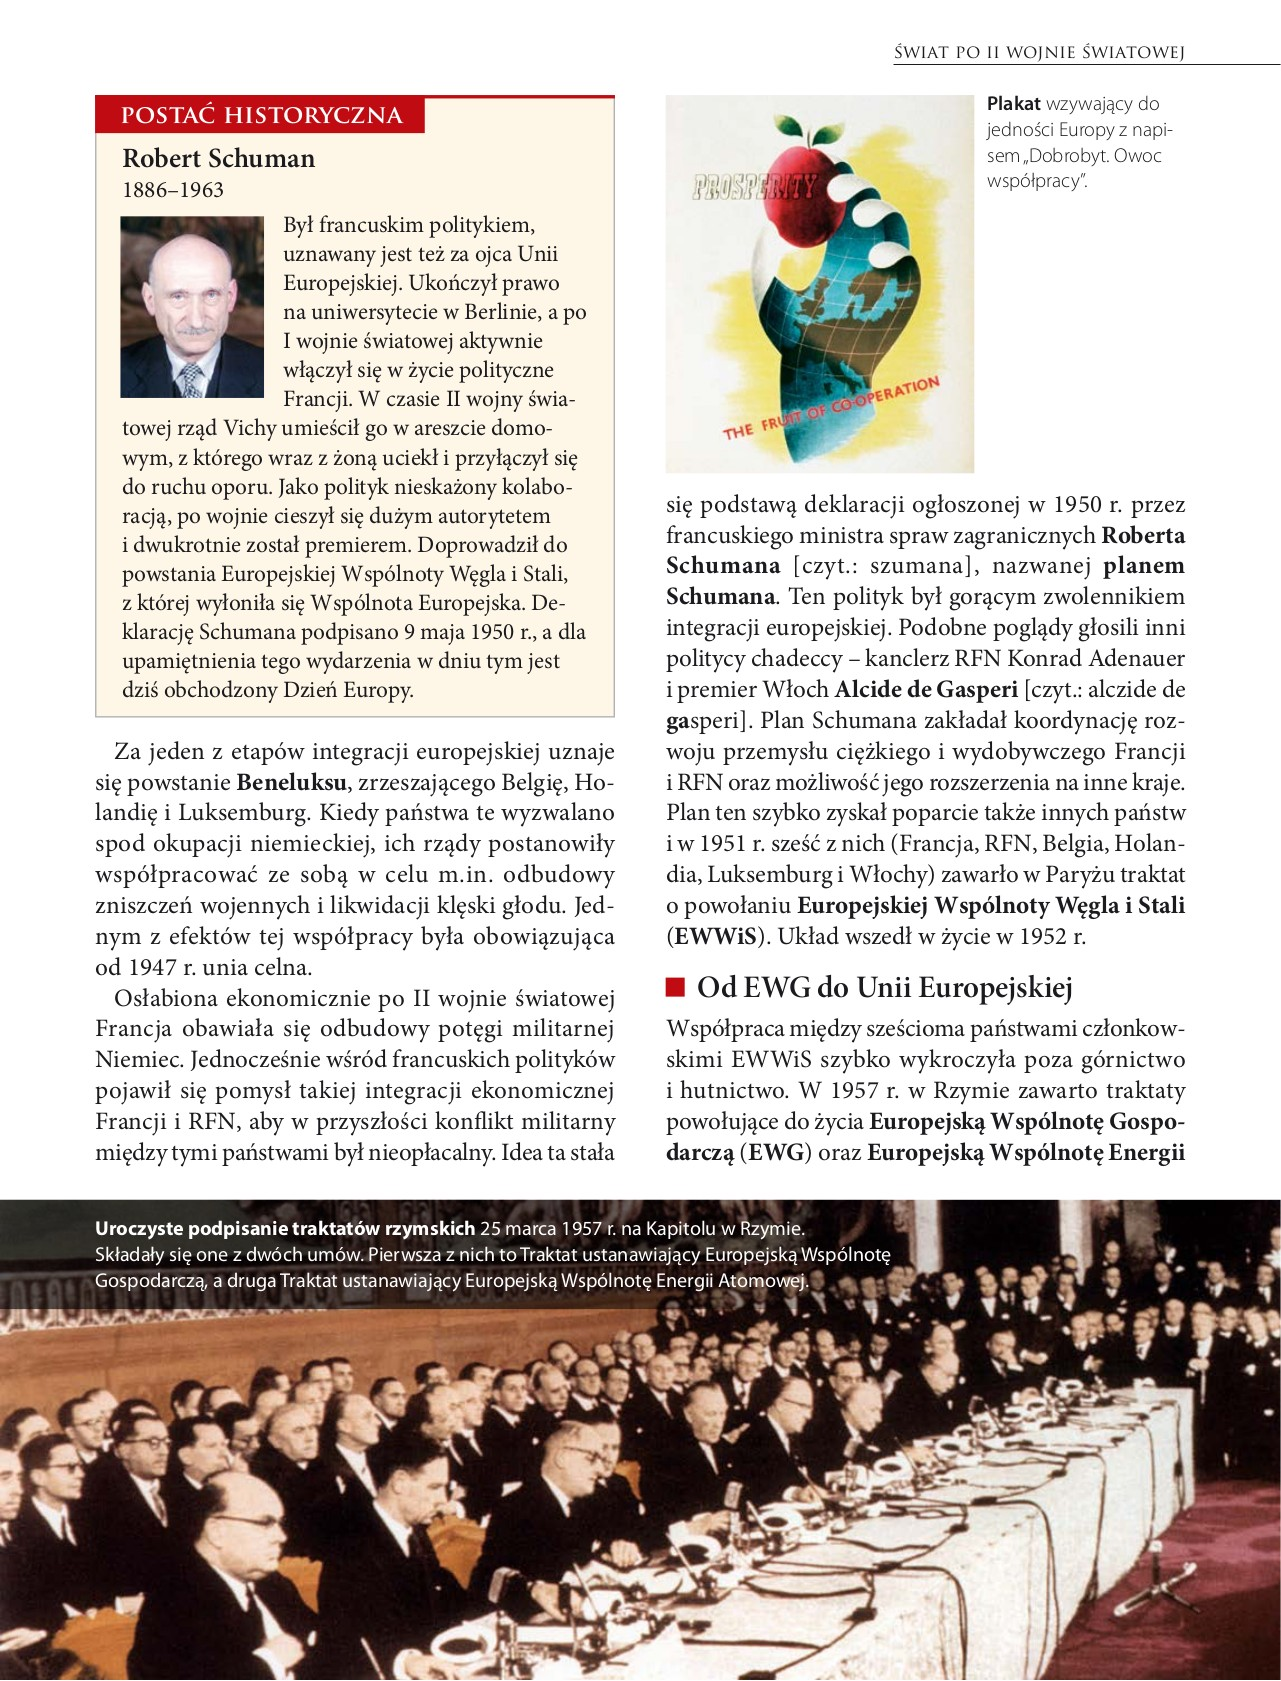 ŚWIAT PO II WOJNIE ŚWIATOWEJ
POSTAĆ HISTORYCZNA
Robert Schuman
1886–1963
Był francuskim politykiem,
uznawany jest też za ojca Unii
Europejskiej. Ukończył prawo
na uniwersytecie w Berlinie, a po
I wojnie światowej aktywnie
włączył się w życie polityczne
Francji. W czasie II wojny świa-
towej rząd Vichy umieścił go w areszcie domo-
wym, z którego wraz z żoną uciekł i przyłączył się
do ruchu oporu. Jako polityk nieskażony kolabo-
racją, po wojnie cieszył się dużym autorytetem
i dwukrotnie został premierem. Doprowadził do
powstania Europejskiej Wspólnoty Węgla i Stali,
z której wyłoniła się Wspólnota Europejska. De-
klarację Schumana podpisano 9 maja 1950 r., a dla
upamiętnienia tego wydarzenia w dniu tym jest
dziś obchodzony Dzień Europy.
Za jeden z etapów integracji europejskiej uznaje
się powstanie Beneluksu, zrzeszającego Belgię, Ho-
landię i Luksemburg. Kiedy państwa te wyzwalano
spod okupacji niemieckiej, ich rządy postanowiły
współpracować ze sobą w celu m.in. odbudowy
zniszczeń wojennych i likwidacji klęski głodu. Jed-
nym z efektów tej współpracy była obowiązująca
od 1947 r. unia celna.
Osłabiona ekonomicznie po II wojnie światowej
Francja obawiała się odbudowy potęgi militarnej
Niemiec. Jednocześnie wśród francuskich polityków
pojawił się pomysł takiej integracji ekonomicznej
Francji i RFN, aby w przyszłości konflikt militarny
między tymi państwami był nieopłacalny. Idea ta stała
PROSPERITY
THE FRUIT OF CO-OPERATION
Plakat wzywający do
jedności Europy z napi-
sem „Dobrobyt. Owoc
współpracy”.
się podstawą deklaracji ogłoszonej w 1950 r. przez
francuskiego ministra spraw zagranicznych Roberta
Schumana [czyt.: szumana], nazwanej planem
Schumana. Ten polityk był gorącym zwolennikiem
integracji europejskiej. Podobne poglądy głosili inni
politycy chadeccy – kanclerz RFN Konrad Adenauer
i premier Włoch Alcide de Gasperi [czyt.: alczide de
gasperi]. Plan Schumana zakładał koordynację roz-
woju przemysłu ciężkiego i wydobywczego Francji
i RFN oraz możliwość jego rozszerzenia na inne kraje.
Plan ten szybko zyskał poparcie także innych państw
i w 1951 r. sześć z nich (Francja, RFN, Belgia, Holan-
dia, Luksemburg i Włochy) zawarło w Paryżu traktat
o powołaniu Europejskiej Wspólnoty Węgla i Stali
(EWWiS). Układ wszedł w życie w 1952 r.
Od EWG do Unii Europejskiej
Współpraca między sześcioma państwami członkow-
skimi EWWiS szybko wykroczyła poza górnictwo
i hutnictwo. W 1957 r. w Rzymie zawarto traktaty
powołujące do życia Europejską Wspólnotę Gospo-
darczą (EWG) oraz Europejską Wspólnotę Energii
Uroczyste podpisanie traktatów rzymskich 25 marca 1957 r. na Kapitolu w Rzymie.
Składały się one z dwóch umów. Pierwsza z nich to Traktat ustanawiający Europejską Wspólnotę
Gospodarczą, a druga Traktat ustanawiający Europejską Wspólnotę Energii Atomowej.